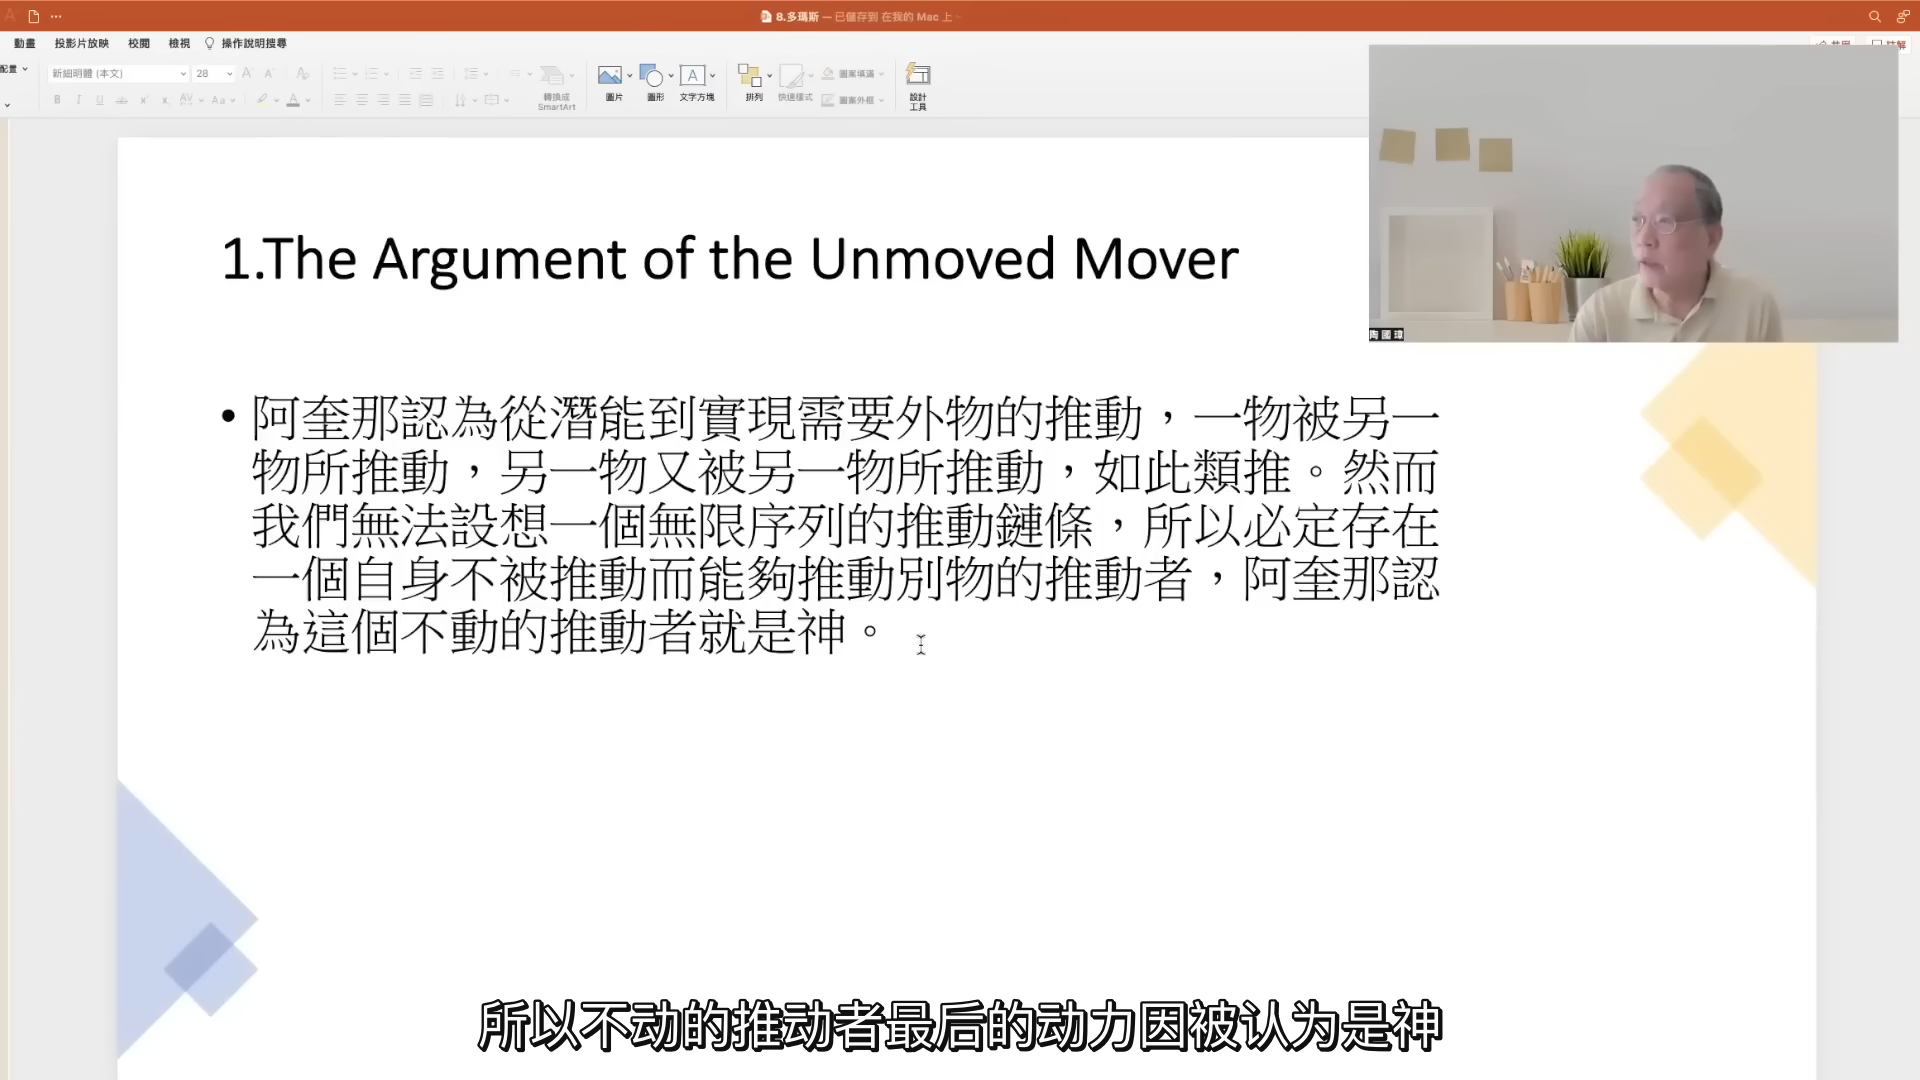 8.多瑪斯 — 已儲存到 在我的 Mac 上
動畫 投影片放映 校閱 檢視 操作說明搜尋
共用 註解
配置
新細明體 (本文) 28
轉換成 SmartArt
圖片 圖形 文字方塊
排列 快速樣式 圖案填滿
圖案外框
設計工具
1.The Argument of the Unmoved Mover
• 阿奎那認為從潛能到實現需要外物的推動，一物被另一
物所推動，另一物又被另一物所推動，如此類推。然而
我們無法設想一個無限序列的推動鏈條，所以必定存在
一個自身不被推動而能夠推動別物的推動者，阿奎那認
為這個不動的推動者就是神。
陶國璋
所以不动的推动者最后的动力因被认为是神